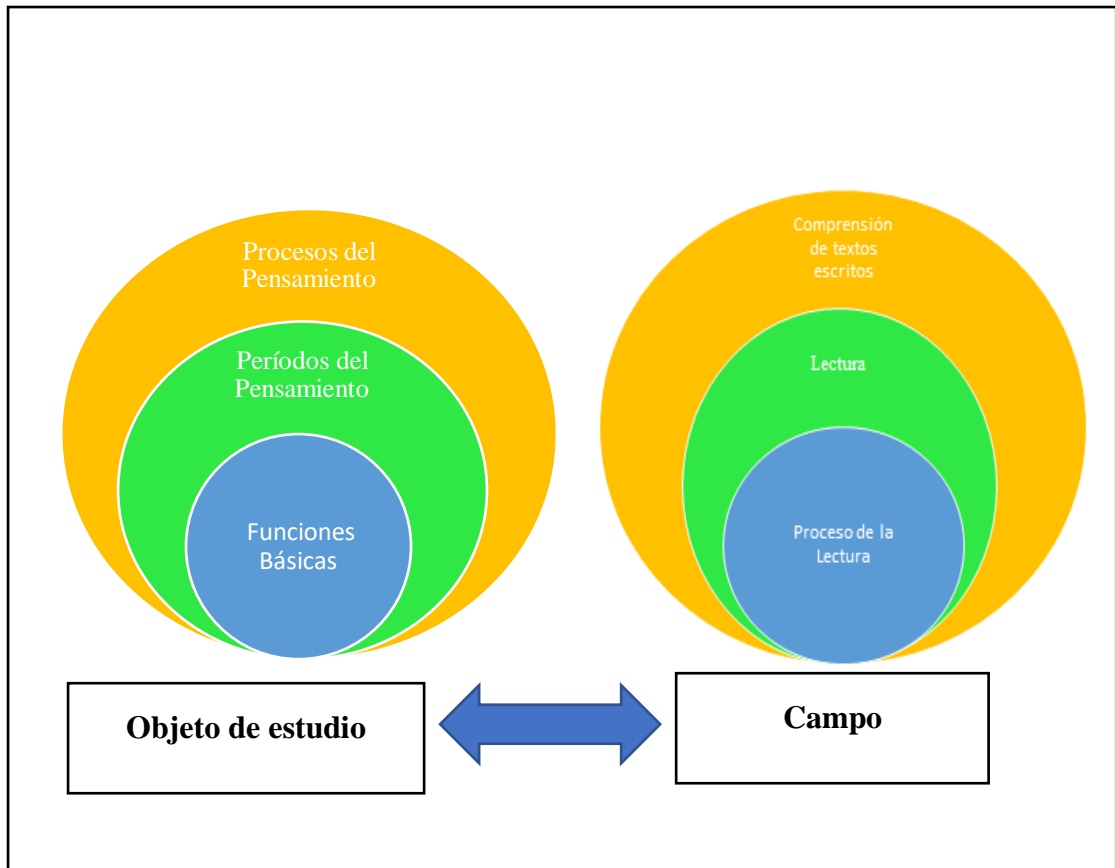 Procesos del
Pensamiento
Períodos del
Pensamiento
Funciones
Básicas
Objeto de estudio
Comprensión
de textos
escritos
Lectura
Proceso de la
Lectura
Campo